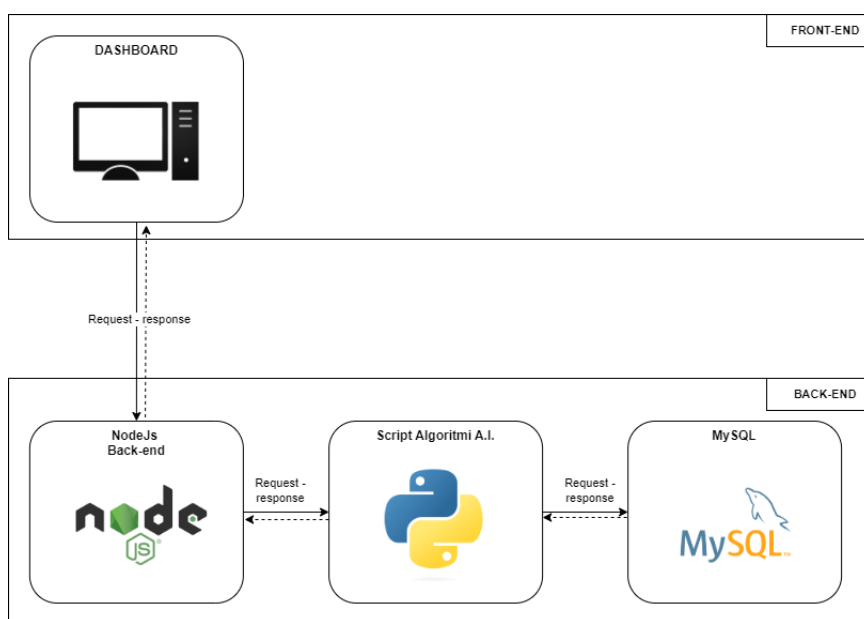 FRONT-END
DASHBOARD
Request - response
BACK-END
NodeJs
Back-end
Script Algoritmi A.I.
MySQL
Request -
response
Request -
response
node
JS
MySQL